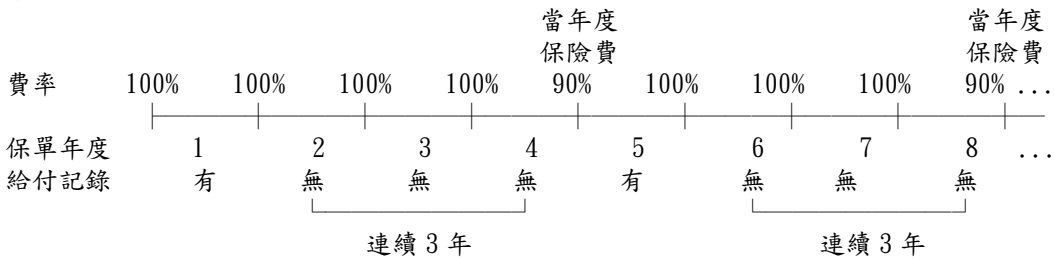 當年度 當年度
保險費 保險費
費率 100% 100% 100% 100% 90% 100% 100% 100% 90% ...
保單年度 1 2 3 4 5 6 7 8 ...
給付記錄 有 無 無 無 有 無 無 無
連續3年 連續3年